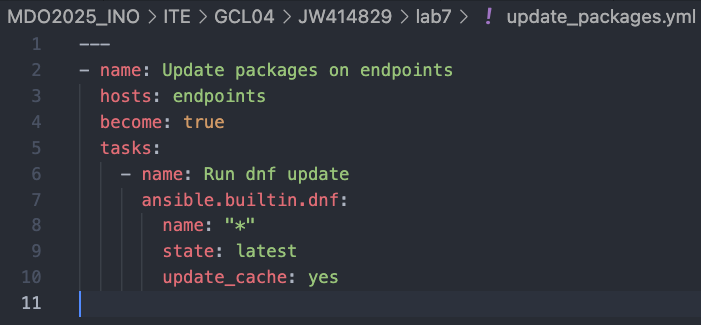 MDO2025_INO > ITE > GCL04 > JW414829 > lab7 > ! update_packages.yml
1 ---
2 - name: Update packages on endpoints
3   hosts: endpoints
4   become: true
5   tasks:
6     - name: Run dnf update
7       ansible.builtin.dnf:
8         name: "*"
9         state: latest
10         update_cache: yes
11